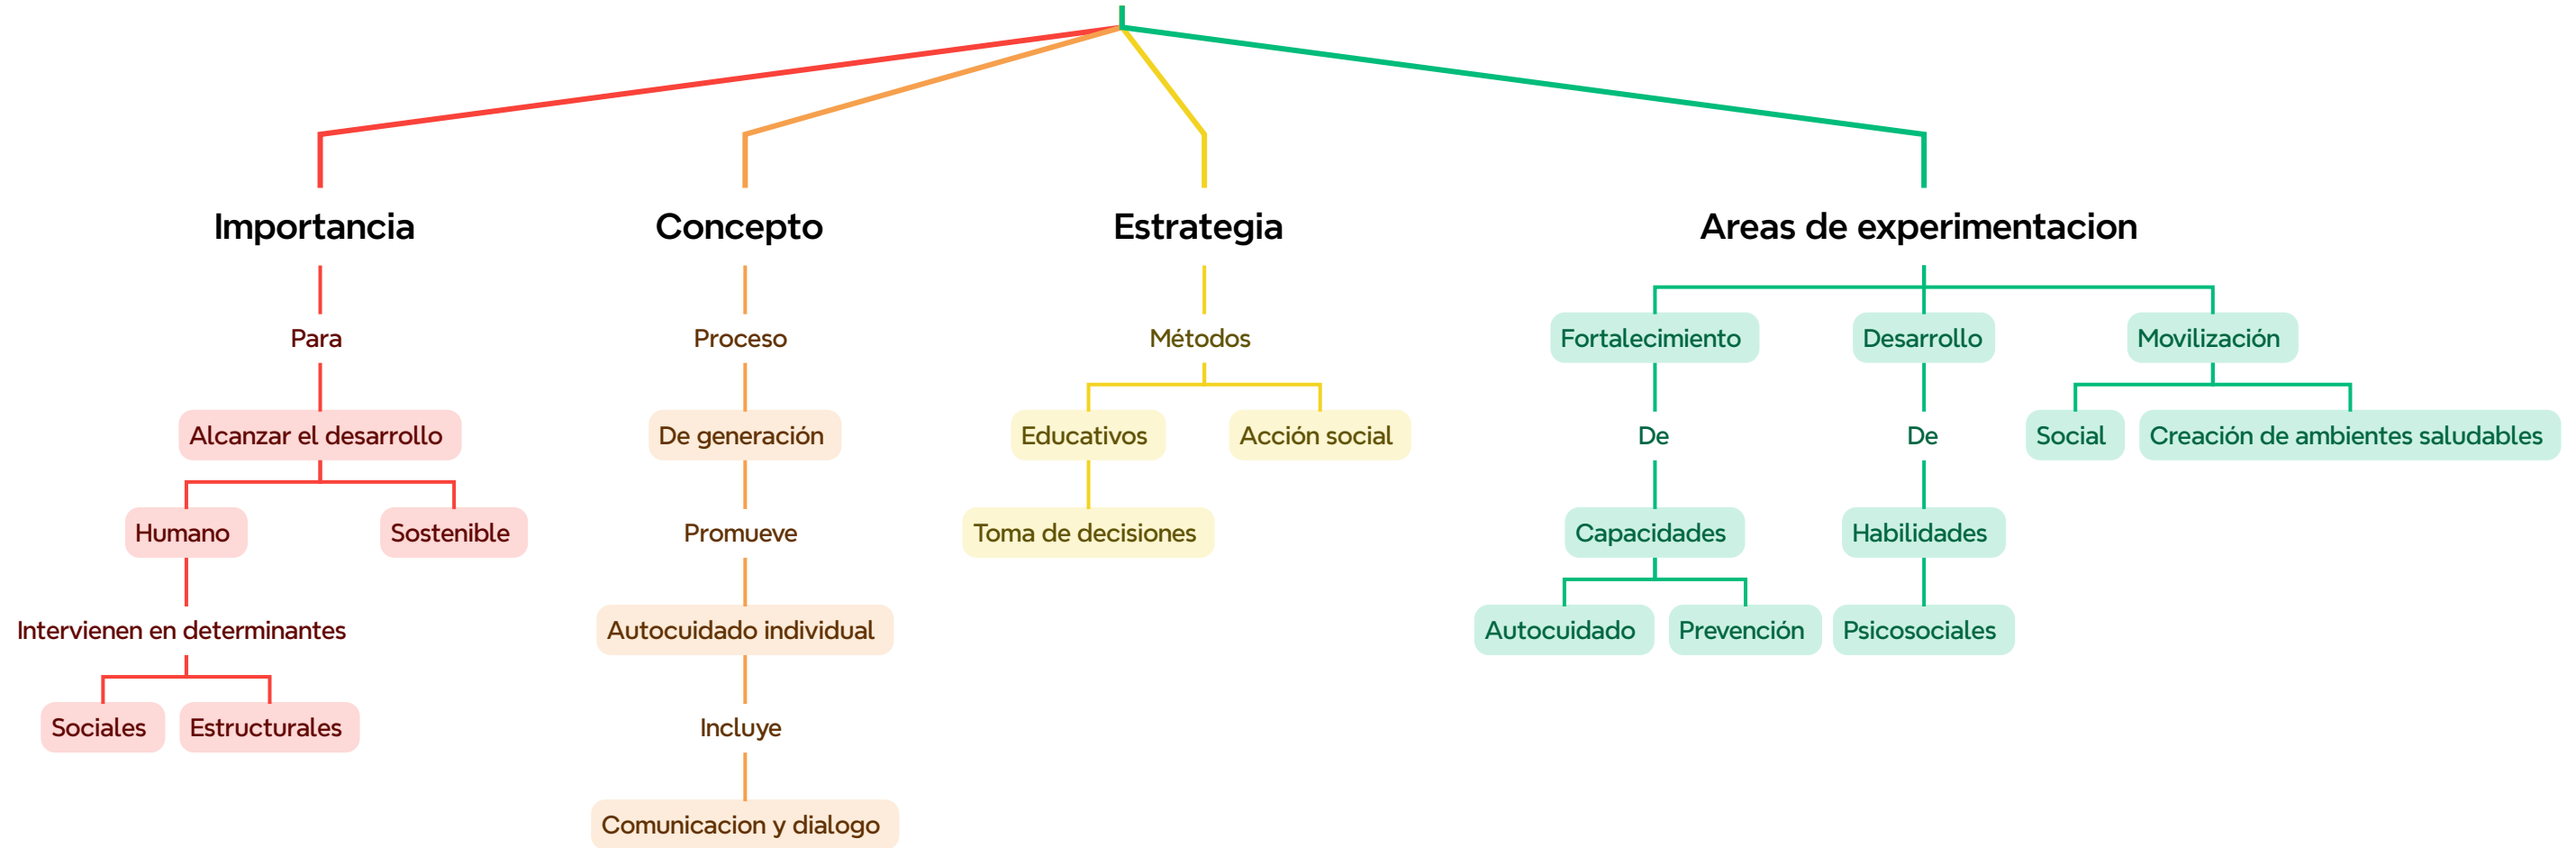 Importancia
Concepto
Estrategia
Areas de experimentacion
Para
Proceso
Métodos
Fortalecimiento
Desarrollo
Movilización
Alcanzar el desarrollo
De generación
Educativos
Acción social
De
De
Social
Creación de ambientes saludables
Humano
Sostenible
Promueve
Toma de decisiones
Capacidades
Habilidades
Intervienen en determinantes
Autocuidado individual
Autocuidado
Prevención
Psicosociales
Sociales
Estructurales
Incluye
Comunicacion y dialogo